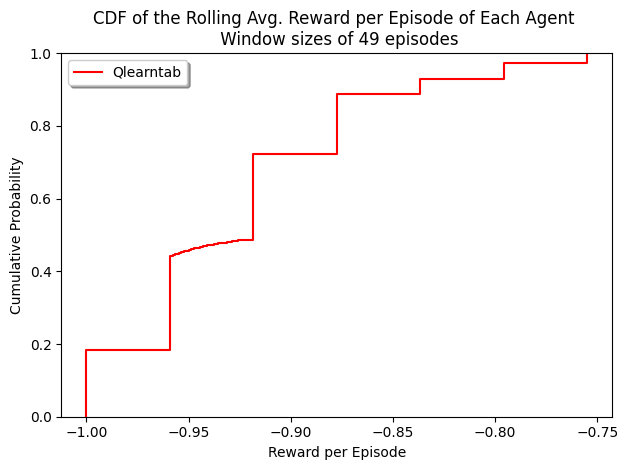 CDF of the Rolling Avg. Reward per Episode of Each Agent
Window sizes of 49 episodes
Qlearntab
Cumulative Probability
1.0
0.8
0.6
0.4
0.2
0.0
−1.00 −0.95 −0.90 −0.85 −0.80 −0.75
Reward per Episode